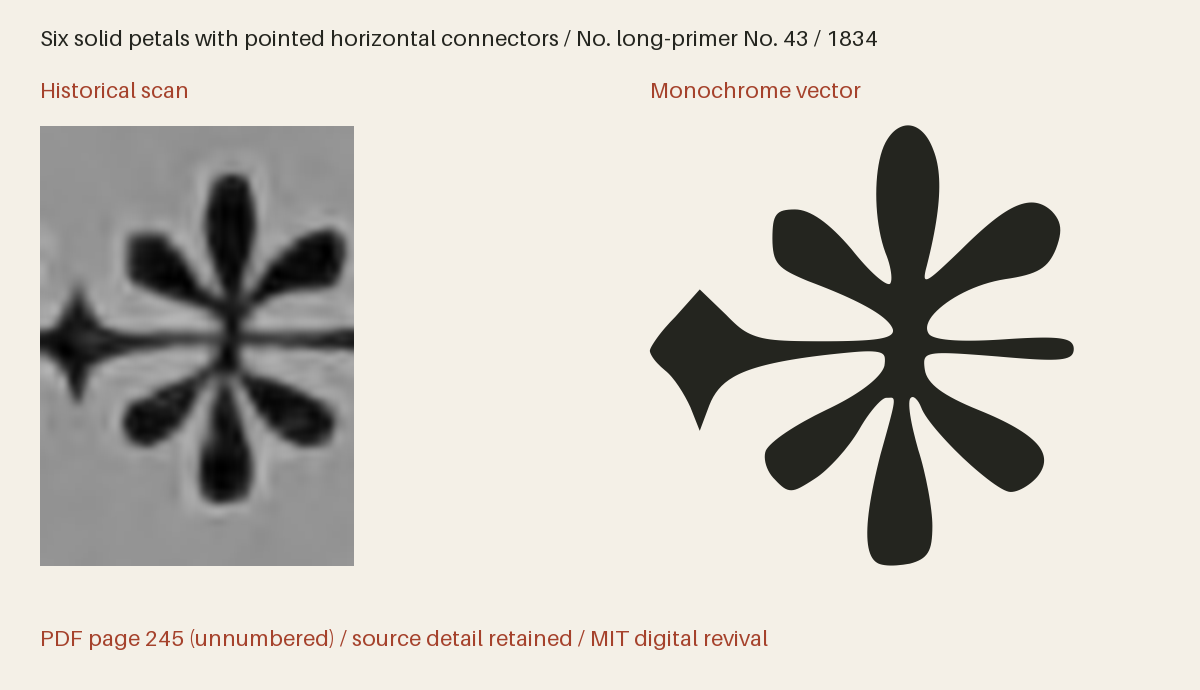 Six solid petals with pointed horizontal connectors / No. long-primer No. 43 / 1834
Historical scan
Monochrome vector
PDF page 245 (unnumbered) / source detail retained / MIT digital revival